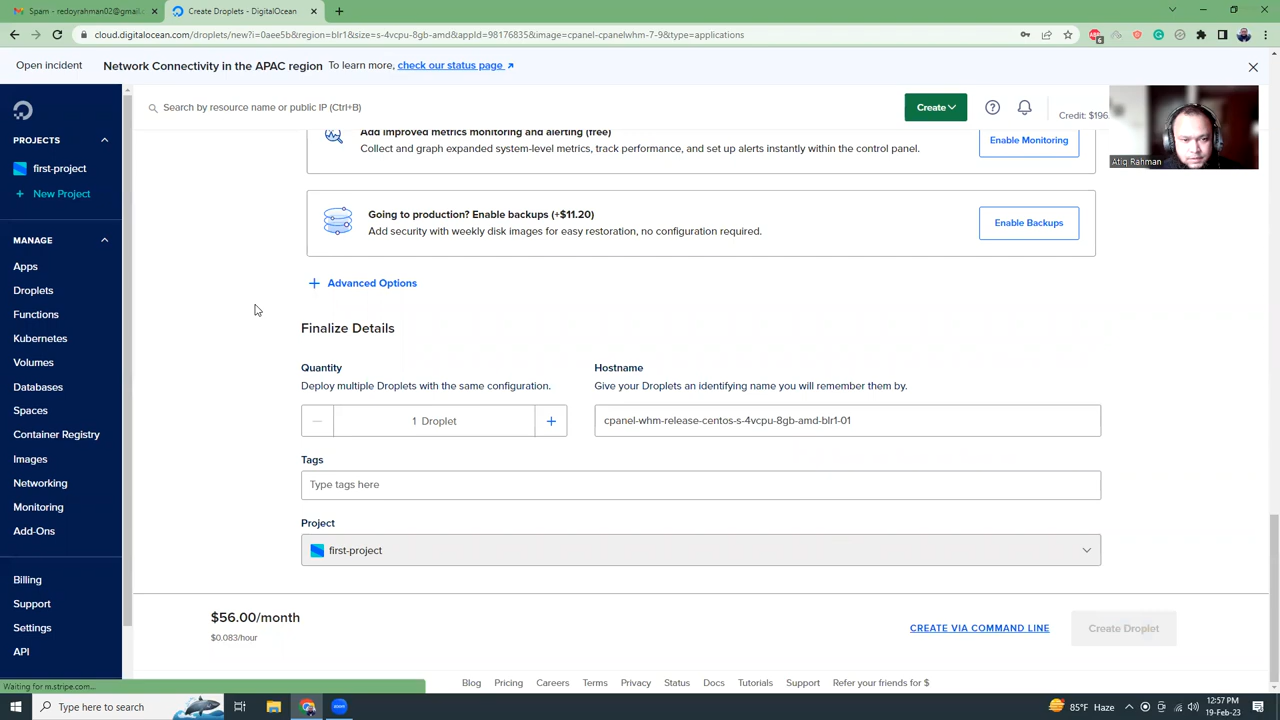 Spam - redoyrahman02@gmail.com
Create Droplets - DigitalOcean
cloud.digitalocean.com/droplets/new?i=0aee5b&region=blr1&size=s-4vcpu-8gb-amd&appId=98176835&image=cpanel-cpanelwhm-7-9&type=applications
Open incident
Network Connectivity in the APAC region To learn more, check our status page
Search by resource name or public IP (Ctrl+B)
Create
Credit: $196.
Atiq Rahman
PROJECTS
first-project
+ New Project
MANAGE
Apps
Droplets
Functions
Kubernetes
Volumes
Databases
Spaces
Container Registry
Images
Networking
Monitoring
Add-Ons
Billing
Support
Settings
API
Add improved metrics monitoring and alerting (free)
Collect and graph expanded system-level metrics, track performance, and set up alerts instantly within the control panel.
Enable Monitoring
Going to production? Enable backups (+$11.20)
Add security with weekly disk images for easy restoration, no configuration required.
Enable Backups
+ Advanced Options
Finalize Details
Quantity
Deploy multiple Droplets with the same configuration.
1 Droplet
Hostname
Give your Droplets an identifying name you will remember them by.
cpanel-whm-release-centos-s-4vcpu-8gb-amd-blr1-01
Tags
Type tags here
Project
first-project
$56.00/month
$0.083/hour
CREATE VIA COMMAND LINE
Create Droplet
Blog Pricing Careers Terms Privacy Status Docs Tutorials Support Refer your friends for $
Waiting for m.stripe.com...
Type here to search
zoom
85°F Haze
12:57 PM
19-Feb-23